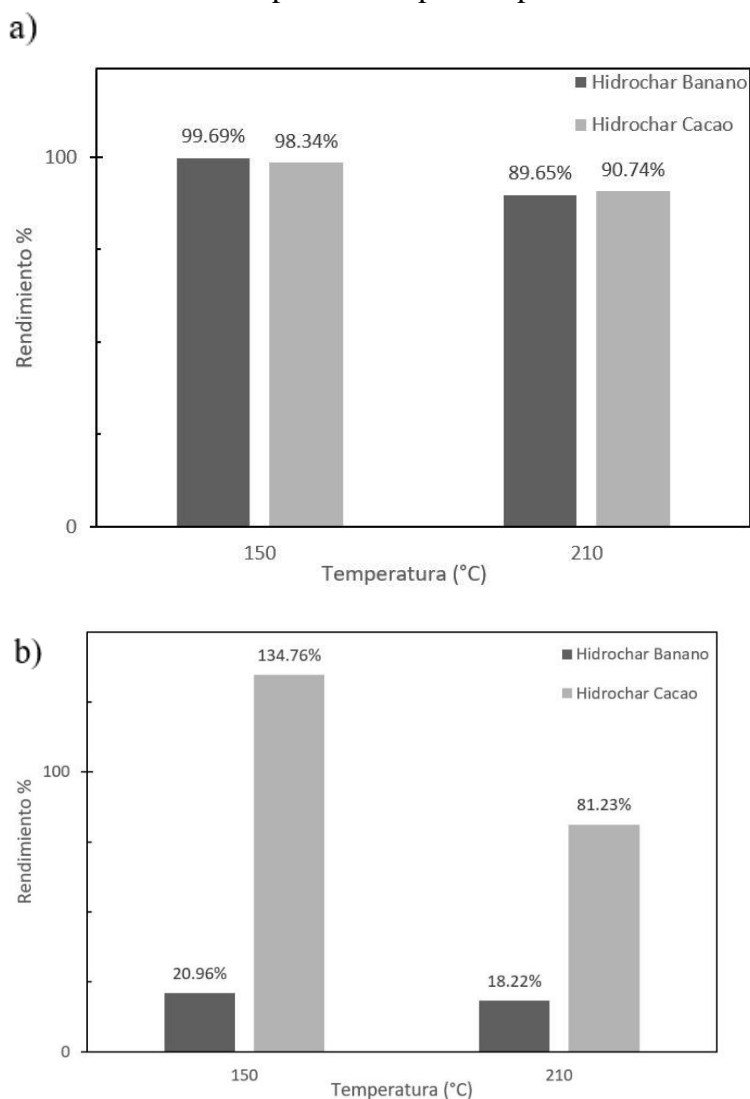 a)
Hidrochar Banano
Hidrochar Cacao
99.69%
98.34%
89.65%
90.74%
100
0
Rendimiento %
150
210
Temperatura (°C)
b)
Hidrochar Banano
Hidrochar Cacao
134.76%
81.23%
20.96%
18.22%
100
0
Rendimiento %
150
210
Temperatura (°C)